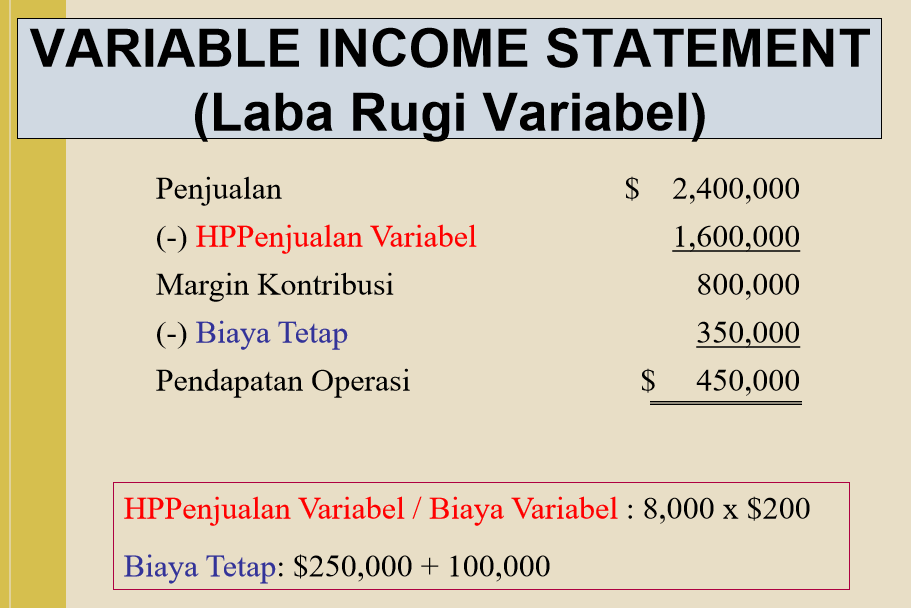 VARIABLE INCOME STATEMENT
(Laba Rugi Variabel)
Penjualan $ 2,400,000
(-) HPPenjualan Variabel 1,600,000
Margin Kontribusi 800,000
(-) Biaya Tetap 350,000
Pendapatan Operasi $ 450,000
HPPenjualan Variabel / Biaya Variabel : 8,000 x $200
Biaya Tetap: $250,000 + 100,000